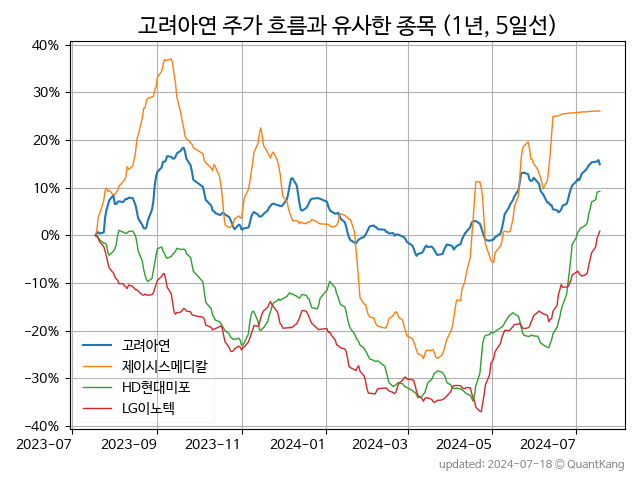 고려아연 주가 흐름과 유사한 종목 (1년, 5일선)
40%
30%
20%
10%
0%
−10%
−20%
−30%
−40%
고려아연
제이시스메디칼
HD현대미포
LG이노텍
2023-07 2023-09 2023-11 2024-01 2024-03 2024-05 2024-07
updated: 2024-07-18 © QuantKang